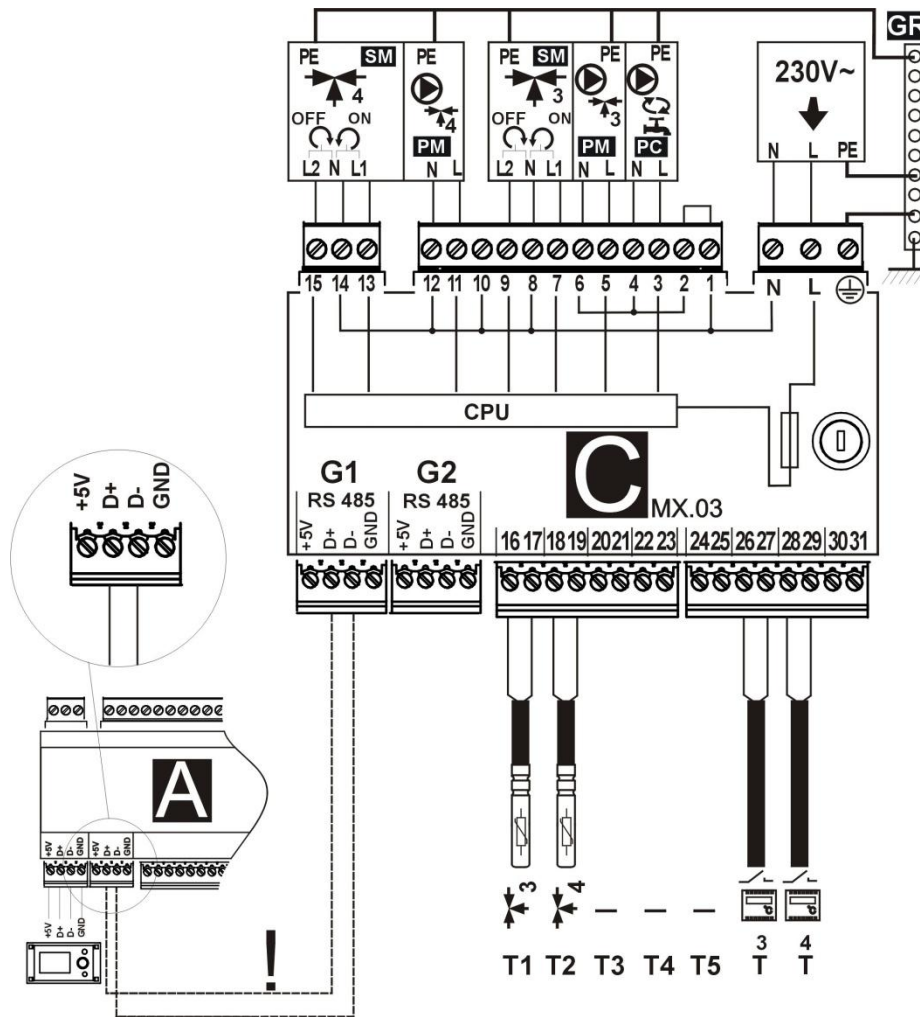 GR
PE SM PE PE SM PE PE
230V~
4 4 3 3
OFF ON OFF ON
PM PM PC
L2 N L1 N L L2 N L1 N L N L N L PE
15 14 13 12 11 10 9 8 7 6 5 4 3 2 1 N L
CPU
G1 G2 C MX.03
RS 485 RS 485
+5V D+ D- GND +5V D+ D- GND
16 17 18 19 20 21 22 23 24 25 26 27 28 29 30 31
+5V D+ D- GND
A
+5V D+ D- GND +5V D+ D- GND
+5V D+ D- GND
!
3 4 — — — °C °C
3 4
T1 T2 T3 T4 T5 T T